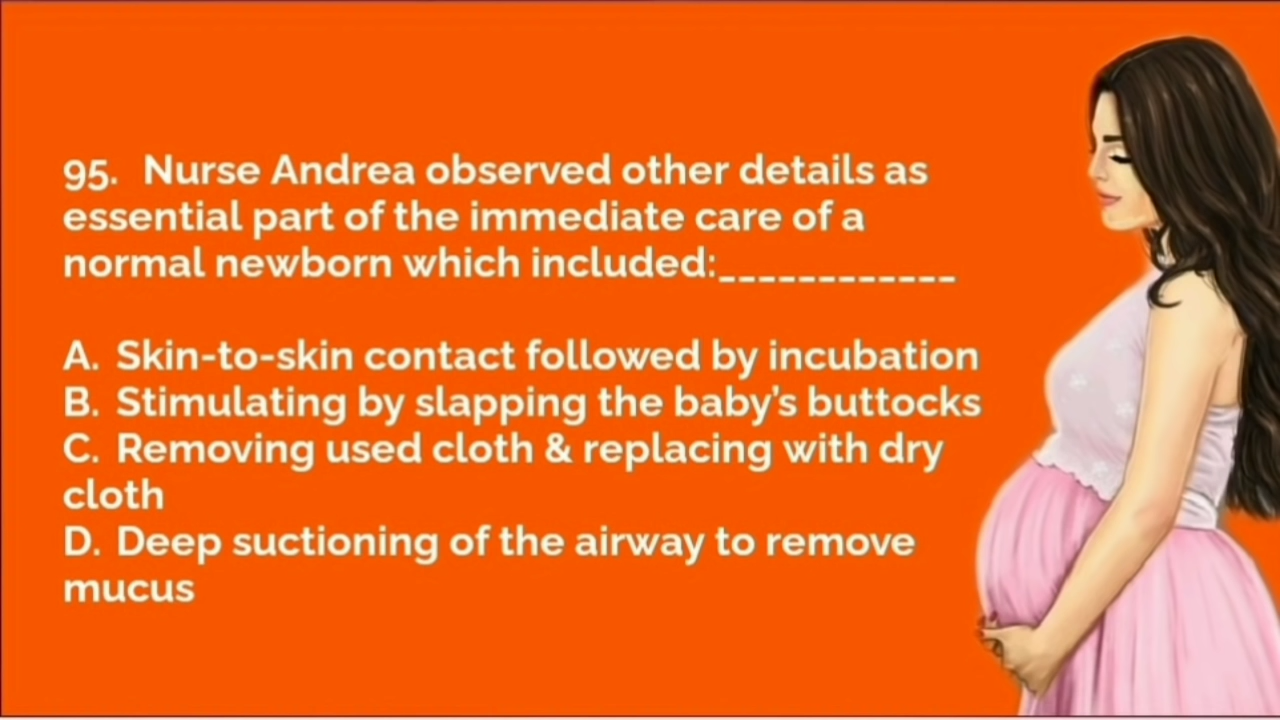 95. Nurse Andrea observed other details as
essential part of the immediate care of a
normal newborn which included:____________
A. Skin-to-skin contact followed by incubation
B. Stimulating by slapping the baby's buttocks
C. Removing used cloth & replacing with dry
cloth
D. Deep suctioning of the airway to remove
mucus